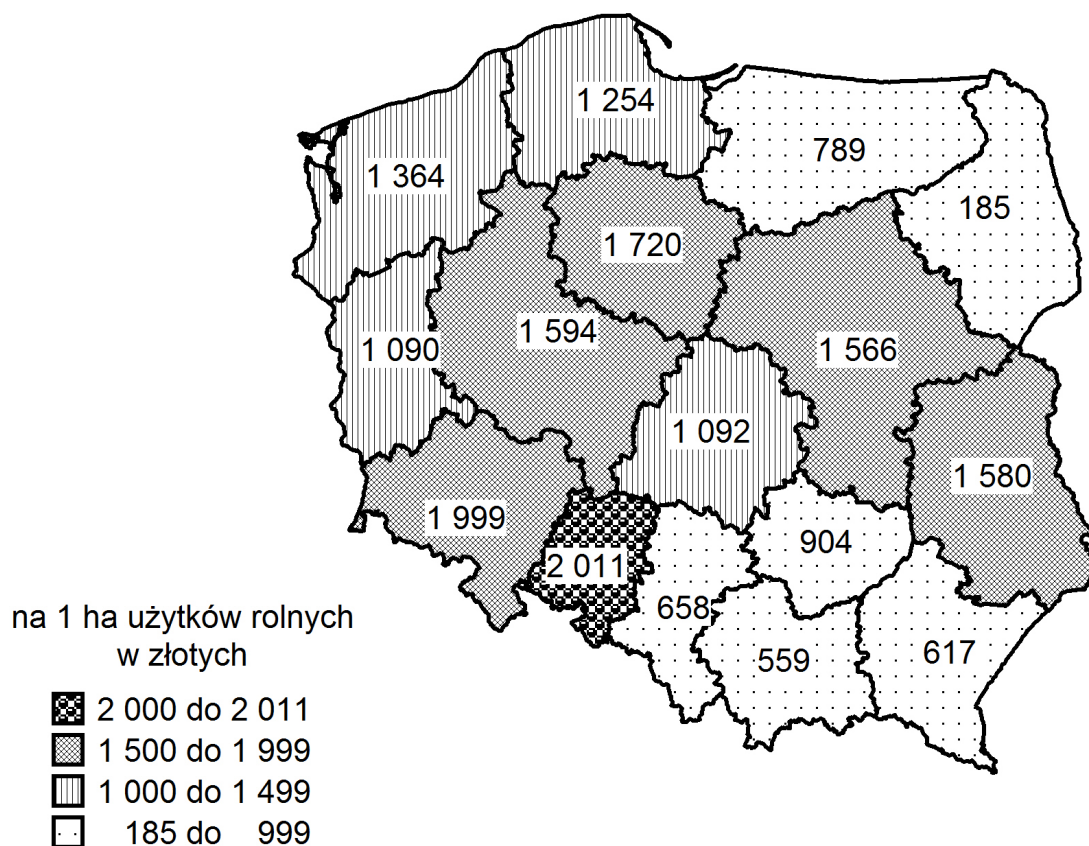 1 254
789
1 364
185
1 720
1 594
1 090
1 566
1 092
1 580
1 999
904
2 011
658
559
617
na 1 ha użytków rolnych
w złotych
2 000 do 2 011
1 500 do 1 999
1 000 do 1 499
185 do 999